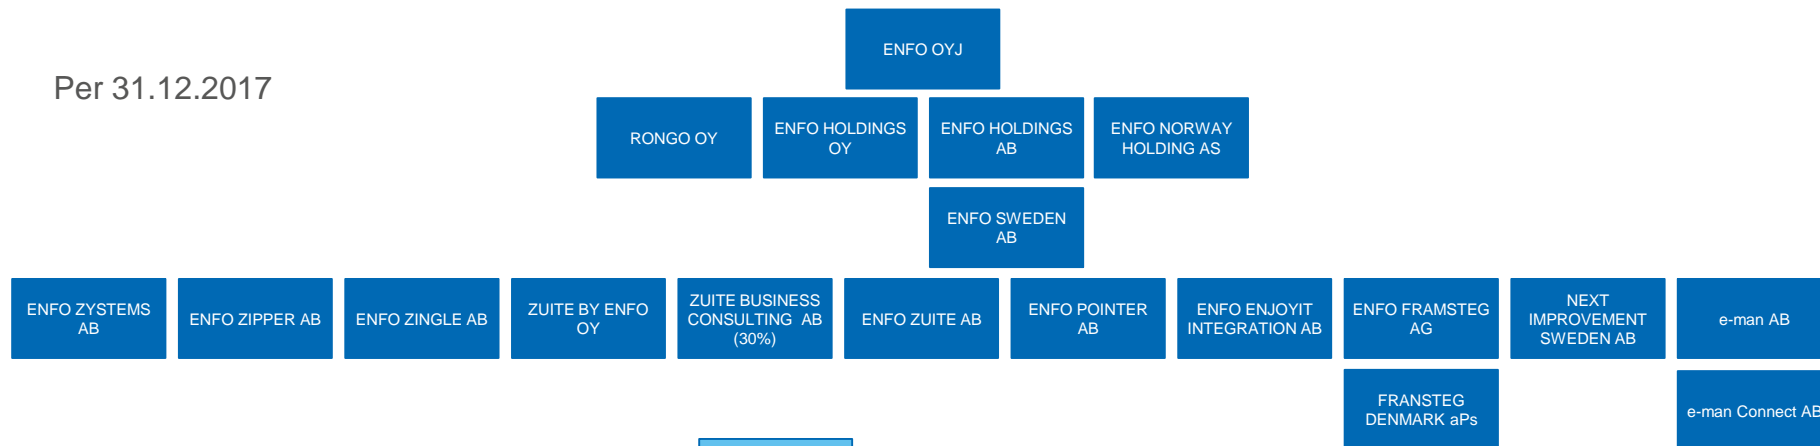 ENFO OYJ
Per 31.12.2017
RONGO OY
ENFO HOLDINGS
OY
ENFO HOLDINGS
AB
ENFO NORWAY
HOLDING AS
ENFO SWEDEN
AB
ENFO ZYSTEMS
AB
ENFO ZIPPER AB
ENFO ZINGLE AB
ZUITE BY ENFO
OY
ZUITE BUSINESS
CONSULTING AB
(30%)
ENFO ZUITE AB
ENFO POINTER
AB
ENFO ENJOYIT
INTEGRATION AB
ENFO FRAMSTEG
AG
NEXT
IMPROVEMENT
SWEDEN AB
e-man AB
FRANSTEG
DENMARK aPs
e-man Connect AB